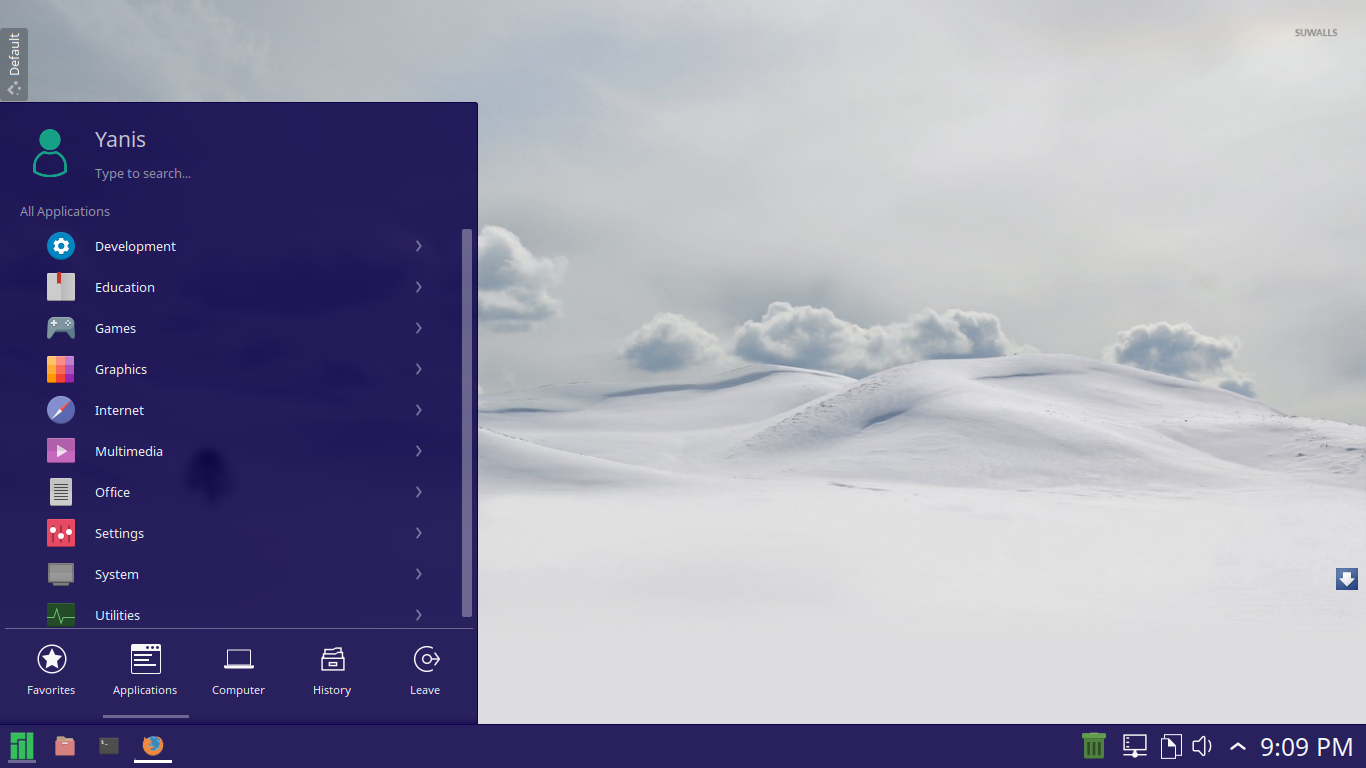 Default
SUWALLS
Yanis
Type to search...
All Applications
Development
Education
Games
Graphics
Internet
Multimedia
Office
Settings
System
Utilities
Favorites
Applications
Computer
History
Leave
9:09 PM